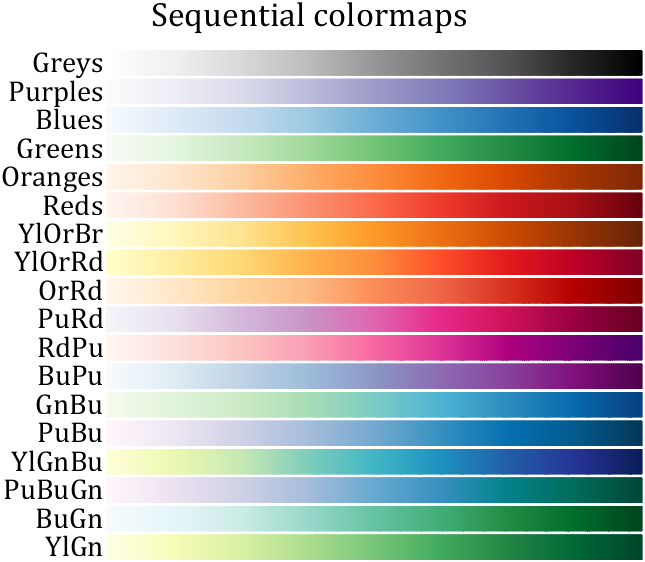 Sequential colormaps
Greys
Purples
Blues
Greens
Oranges
Reds
YlOrBr
YlOrRd
OrRd
PuRd
RdPu
BuPu
GnBu
PuBu
YlGnBu
PuBuGn
BuGn
YlGn